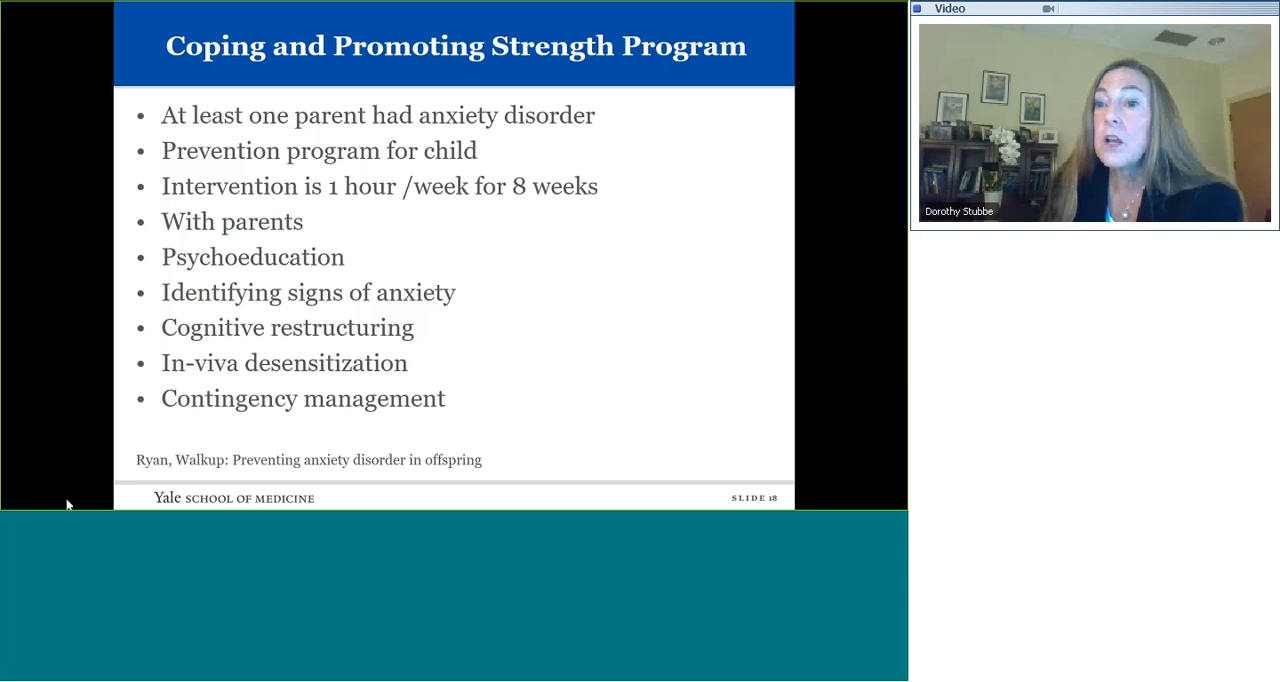 Coping and Promoting Strength Program
• At least one parent had anxiety disorder
• Prevention program for child
• Intervention is 1 hour /week for 8 weeks
• With parents
• Psychoeducation
• Identifying signs of anxiety
• Cognitive restructuring
• In-viva desensitization
• Contingency management
Ryan, Walkup: Preventing anxiety disorder in offspring
Yale SCHOOL OF MEDICINE
SLIDE 18
Video
Dorothy Stubbe